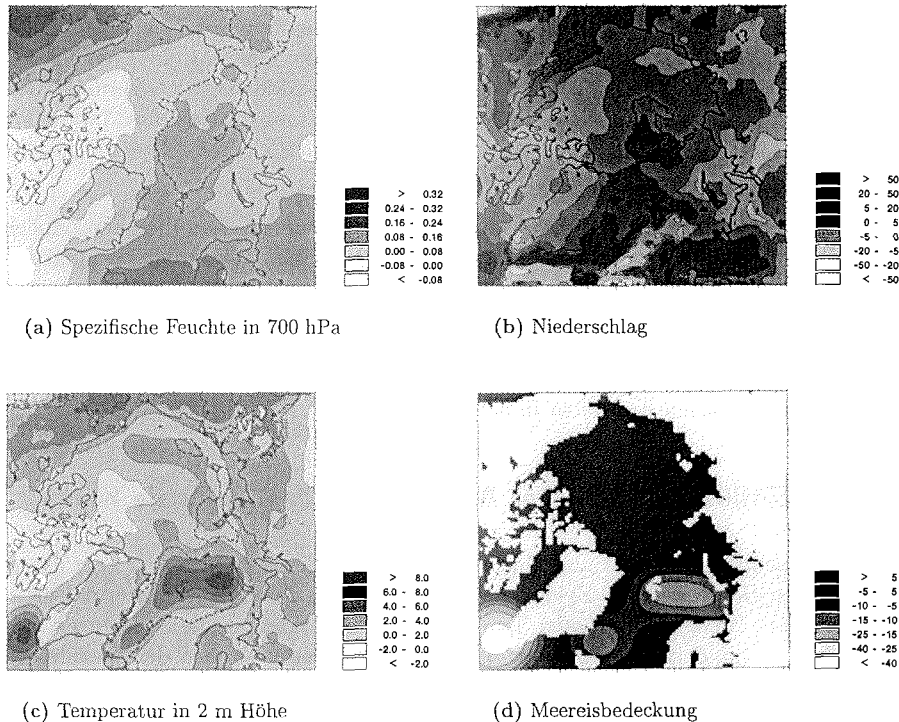 > 0.32
0.24 - 0.32
0.16 - 0.24
0.08 - 0.16
0.00 - 0.08
-0.08 - 0.00
< -0.08
> 50
20 - 50
5 - 20
0 - 5
-5 - 0
-20 - -5
-50 - -20
< -50
(a) Spezifische Feuchte in 700 hPa
(b) Niederschlag
> 8.0
6.0 - 8.0
4.0 - 6.0
2.0 - 4.0
0.0 - 2.0
-2.0 - 0.0
< -2.0
> 5
-5 - 5
-10 - -5
-15 - -10
-25 - -15
-40 - -25
< -40
(c) Temperatur in 2 m Höhe
(d) Meereisbedeckung